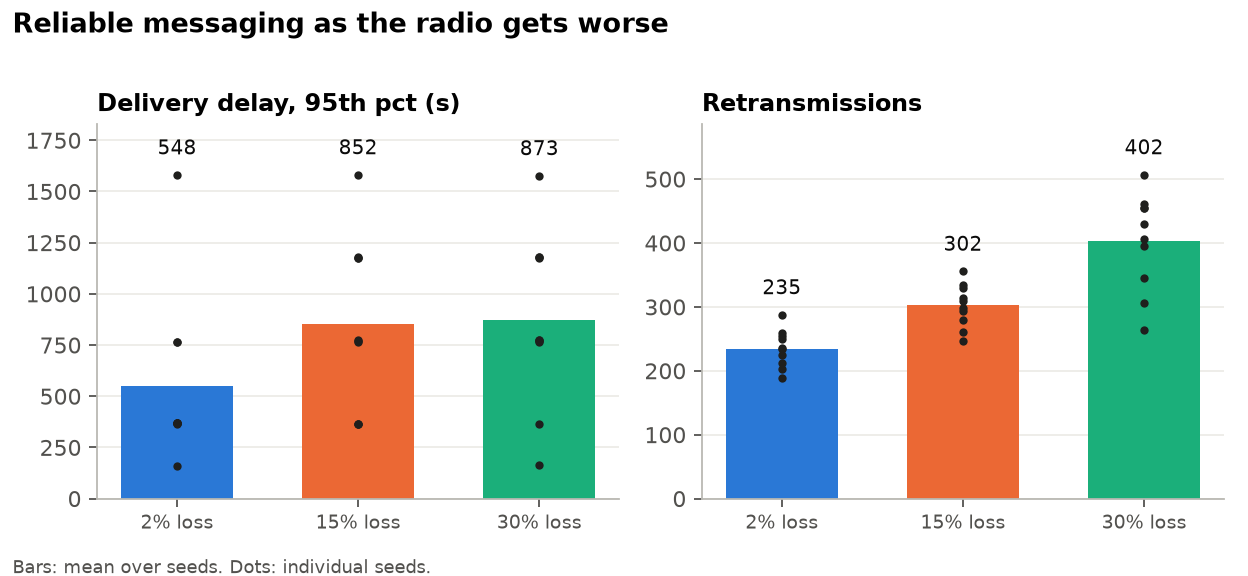 Reliable messaging as the radio gets worse
Delivery delay, 95th pct (s)
1750
1500
1250
1000
750
500
250
0
548
852
873
2% loss
15% loss
30% loss
Retransmissions
500
400
300
200
100
0
235
302
402
2% loss
15% loss
30% loss
Bars: mean over seeds. Dots: individual seeds.